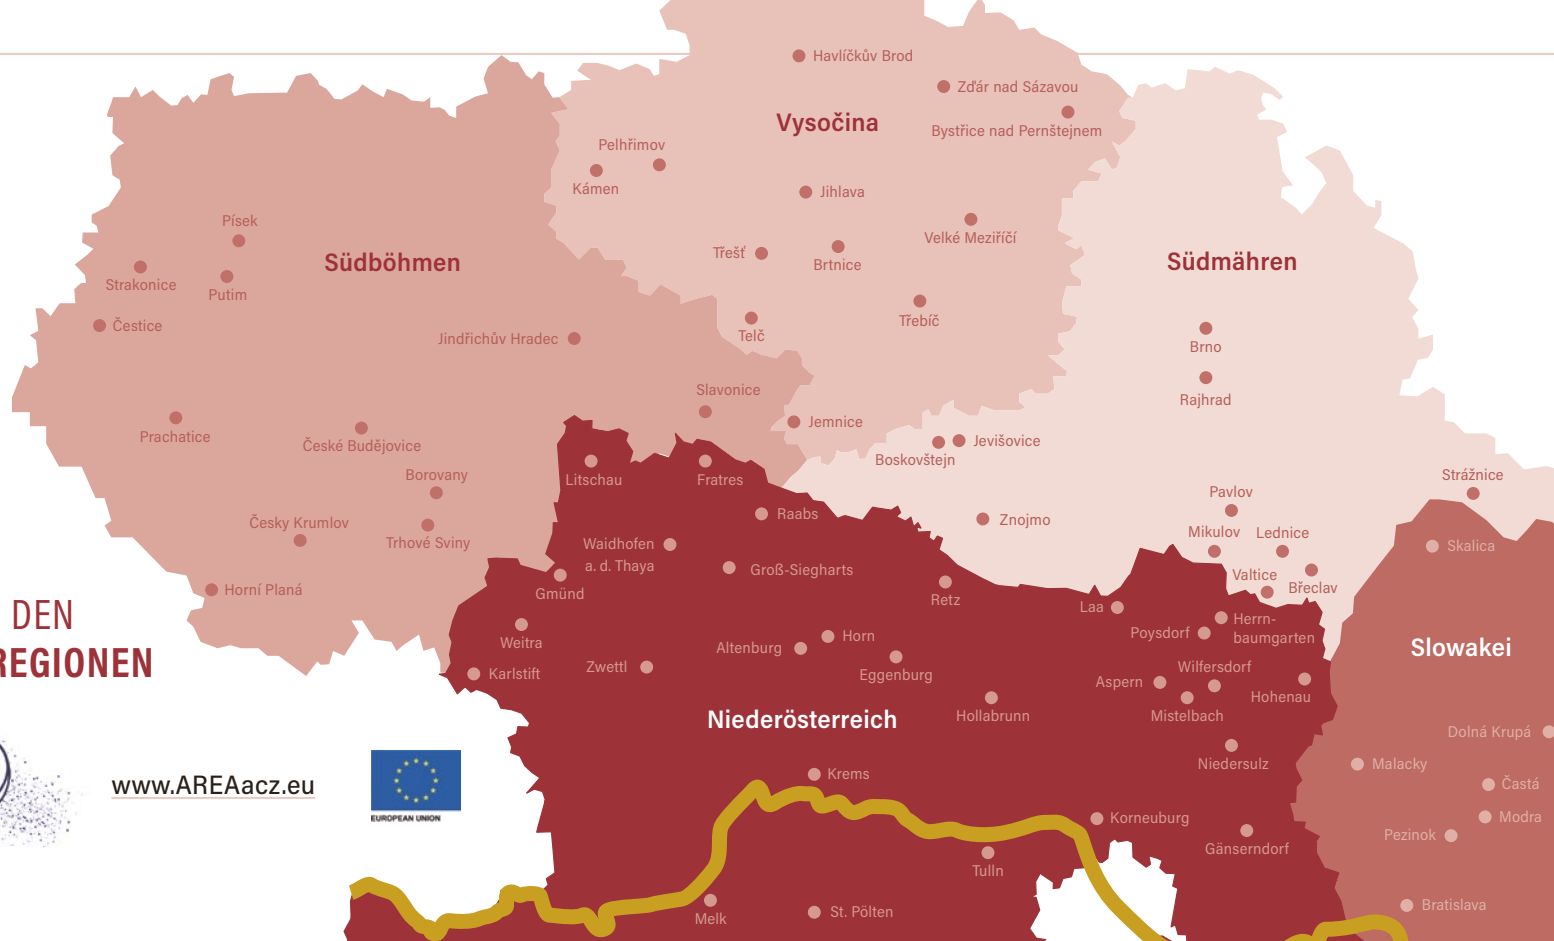 Havlíčkův Brod
Zďár nad Sázavou
Vysočina
Bystřice nad Pernštejnem
Pelhřimov
Kámen
Jihlava
Písek
Velké Meziříčí
Třešť
Südböhmen
Südmähren
Brtnice
Strakonice
Putim
Čestice
Třebíč
Telč
Jindřichův Hradec
Brno
Slavonice
Rajhrad
Jemnice
Prachatice
České Budějovice
Jevišovice
Boskovštejn
Borovany
Litschau
Fratres
Strážnice
Pavlov
Raabs
Znojmo
Česky Krumlov
Trhové Sviny
Mikulov
Lednice
Waidhofen
a. d. Thaya
Skalica
Groß-Siegharts
Valtice
Břeclav
Horní Planá
Gmünd
Retz
Laa
DEN
REGIONEN
Herrn-
baumgarten
Poysdorf
Weitra
Altenburg
Horn
Slowakei
Karlstift
Zwettl
Eggenburg
Wilfersdorf
Aspern
Hohenau
Hollabrunn
Mistelbach
Niederösterreich
Dolná Krupá
Niedersulz
Malacky
Krems
www.AREAacz.eu
Častá
EUROPEAN UNION
Korneuburg
Modra
Pezinok
Gänserndorf
Tulln
Melk
St. Pölten
Bratislava